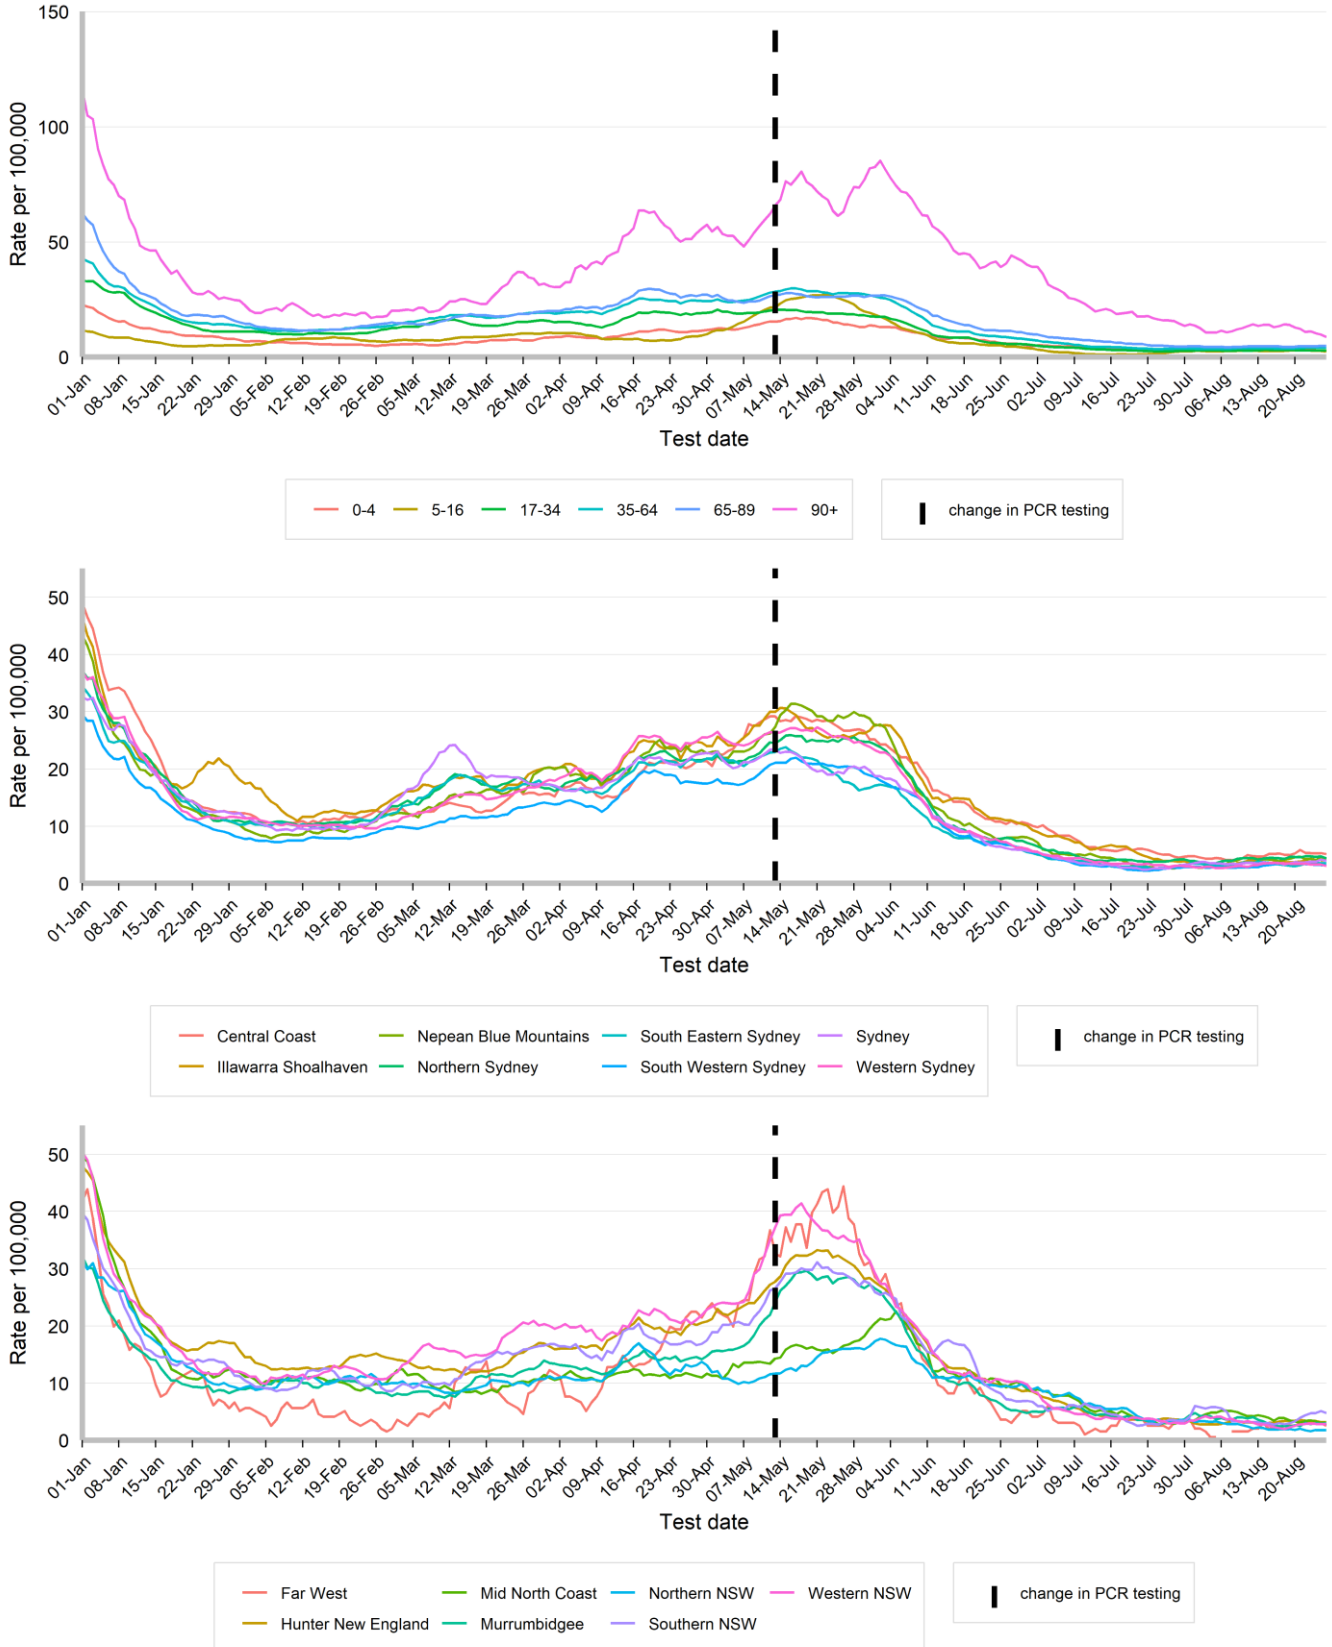 150
100
50
0
Rate per 100,000
01-Jan 08-Jan 15-Jan 22-Jan 29-Jan 05-Feb 12-Feb 19-Feb 26-Feb 05-Mar 12-Mar 19-Mar 26-Mar 02-Apr 09-Apr 16-Apr 23-Apr 30-Apr 07-May 14-May 21-May 28-May 04-Jun 11-Jun 18-Jun 25-Jun 02-Jul 09-Jul 16-Jul 23-Jul 30-Jul 06-Aug 13-Aug 20-Aug
Test date
0-4 5-16 17-34 35-64 65-89 90+ change in PCR testing
50
40
30
20
10
0
Rate per 100,000
01-Jan 08-Jan 15-Jan 22-Jan 29-Jan 05-Feb 12-Feb 19-Feb 26-Feb 05-Mar 12-Mar 19-Mar 26-Mar 02-Apr 09-Apr 16-Apr 23-Apr 30-Apr 07-May 14-May 21-May 28-May 04-Jun 11-Jun 18-Jun 25-Jun 02-Jul 09-Jul 16-Jul 23-Jul 30-Jul 06-Aug 13-Aug 20-Aug
Test date
Central Coast Nepean Blue Mountains South Eastern Sydney Sydney change in PCR testing
Illawarra Shoalhaven Northern Sydney South Western Sydney Western Sydney
50
40
30
20
10
0
Rate per 100,000
01-Jan 08-Jan 15-Jan 22-Jan 29-Jan 05-Feb 12-Feb 19-Feb 26-Feb 05-Mar 12-Mar 19-Mar 26-Mar 02-Apr 09-Apr 16-Apr 23-Apr 30-Apr 07-May 14-May 21-May 28-May 04-Jun 11-Jun 18-Jun 25-Jun 02-Jul 09-Jul 16-Jul 23-Jul 30-Jul 06-Aug 13-Aug 20-Aug
Test date
Far West Mid North Coast Northern NSW Western NSW change in PCR testing
Hunter New England Murrumbidgee Southern NSW